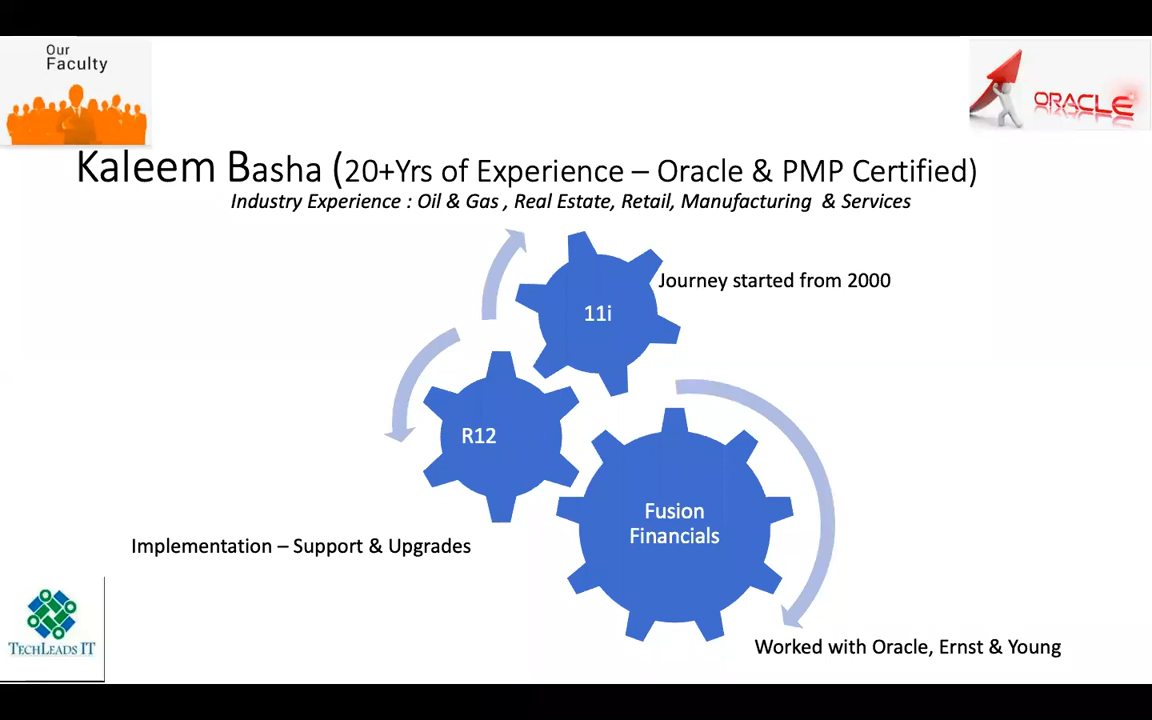 Our
Faculty
ORACLE
Kaleem Basha (20+Yrs of Experience – Oracle & PMP Certified)
Industry Experience : Oil & Gas , Real Estate, Retail, Manufacturing & Services
Journey started from 2000
11i
R12
Fusion
Financials
Implementation – Support & Upgrades
TECHLEADS IT
Worked with Oracle, Ernst & Young